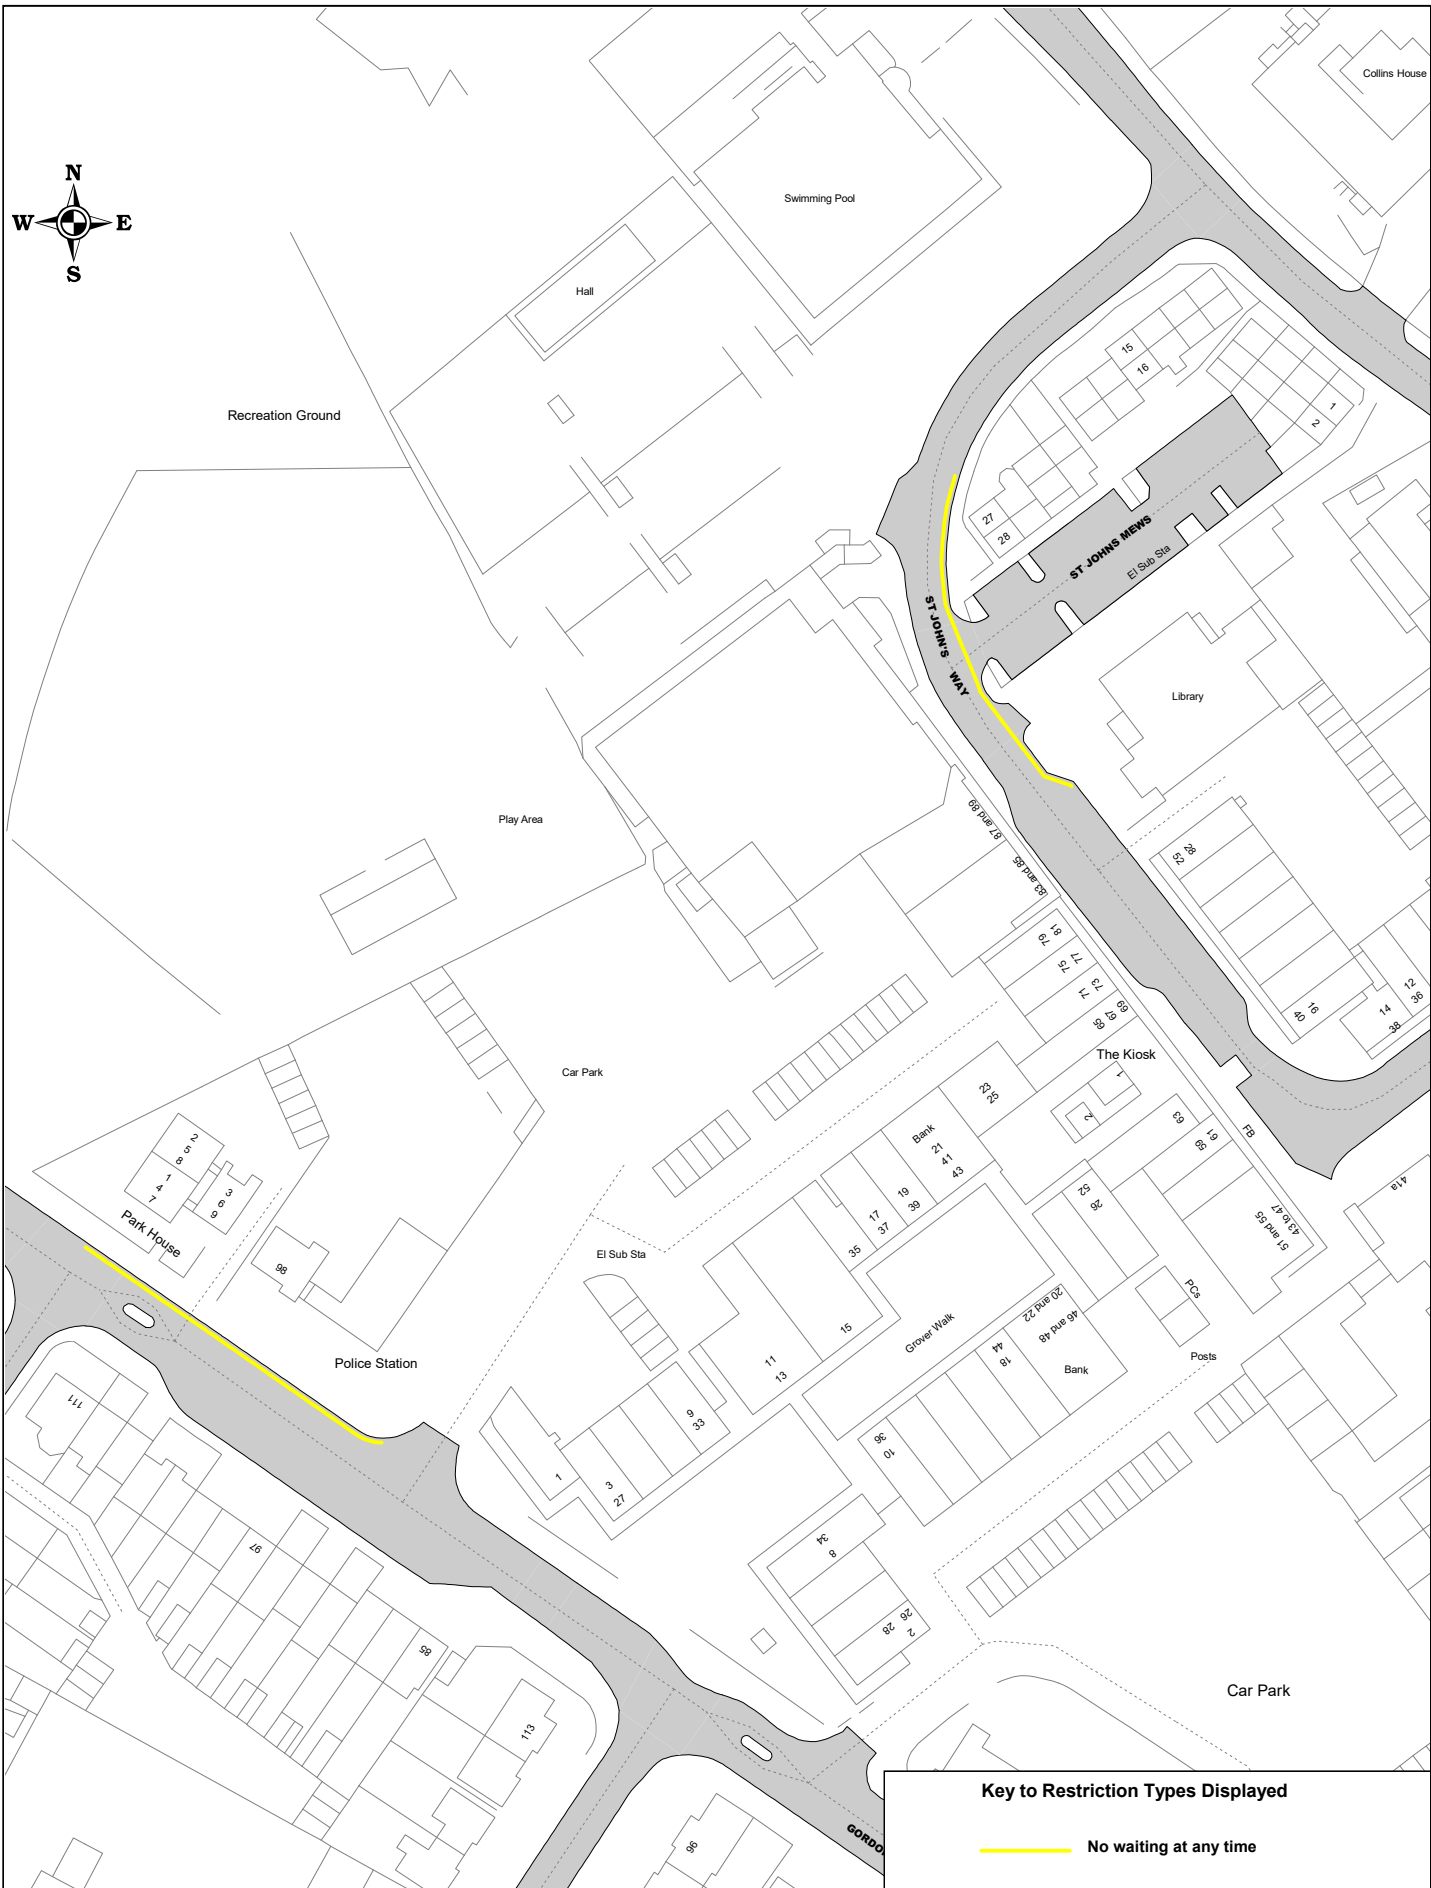 Collins House
N
W E
S
Swimming Pool
Hall
15
16
1
2
Recreation Ground
27
28
ST JOHNS MEWS
El Sub Sta
ST JOHN'S WAY
Library
Play Area
87 and 89
83 and 85
28
52
81
79
77
75
73
71
69
67
65
12
36
14
38
16
40
The Kiosk
1
2
Car Park
23
25
Bank
21
41
43
63
61
59
FB
41a
2
5
8
1
4
7
3
6
9
Park House
19
39
17
37
35
52
26
43 to 47
51 and 55
98
El Sub Sta
PCs
20 and 22
46 and 48
15
Grover Walk
44
18
Bank
Posts
11
13
Police Station
111
9
33
36
10
1
3
27
97
34
8
26
2
28
85
113
Car Park
96
GORDO
Key to Restriction Types Displayed
No waiting at any time